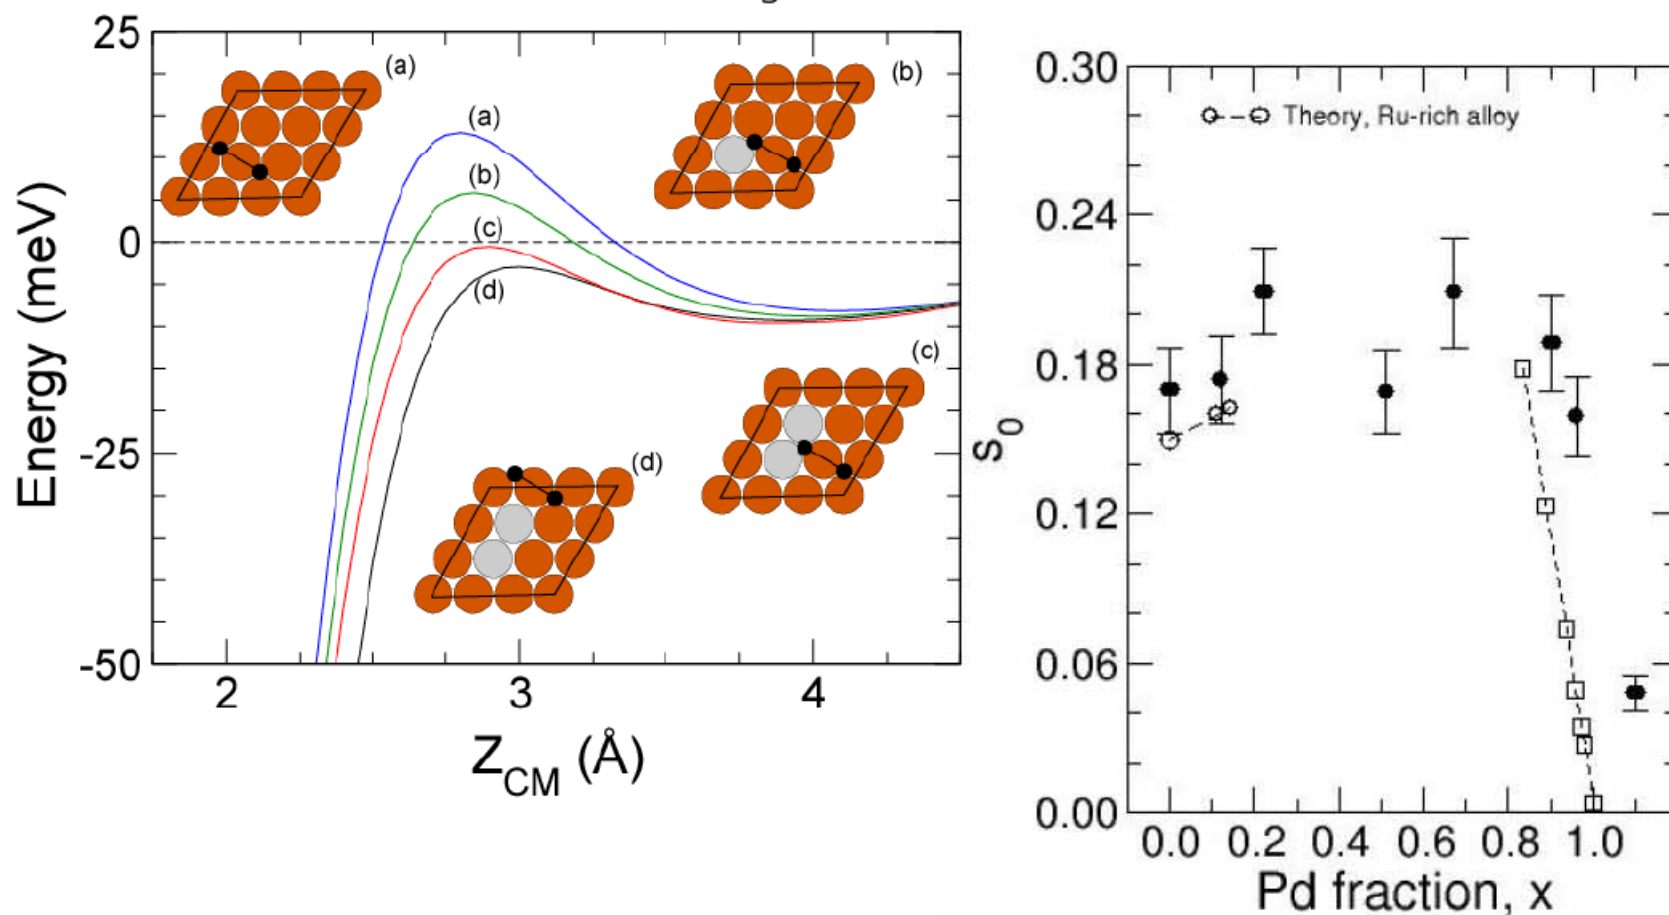 25
0
-25
-50
Energy (meV)
2
3
4
Z_CM (Å)
(a)
(b)
(a)
(b)
(c)
(d)
(c)
(d)
0.30
0.24
0.18
0.12
0.06
0.00
S_0
Theory, Ru-rich alloy
0.0 0.2 0.4 0.6 0.8 1.0
Pd fraction, x